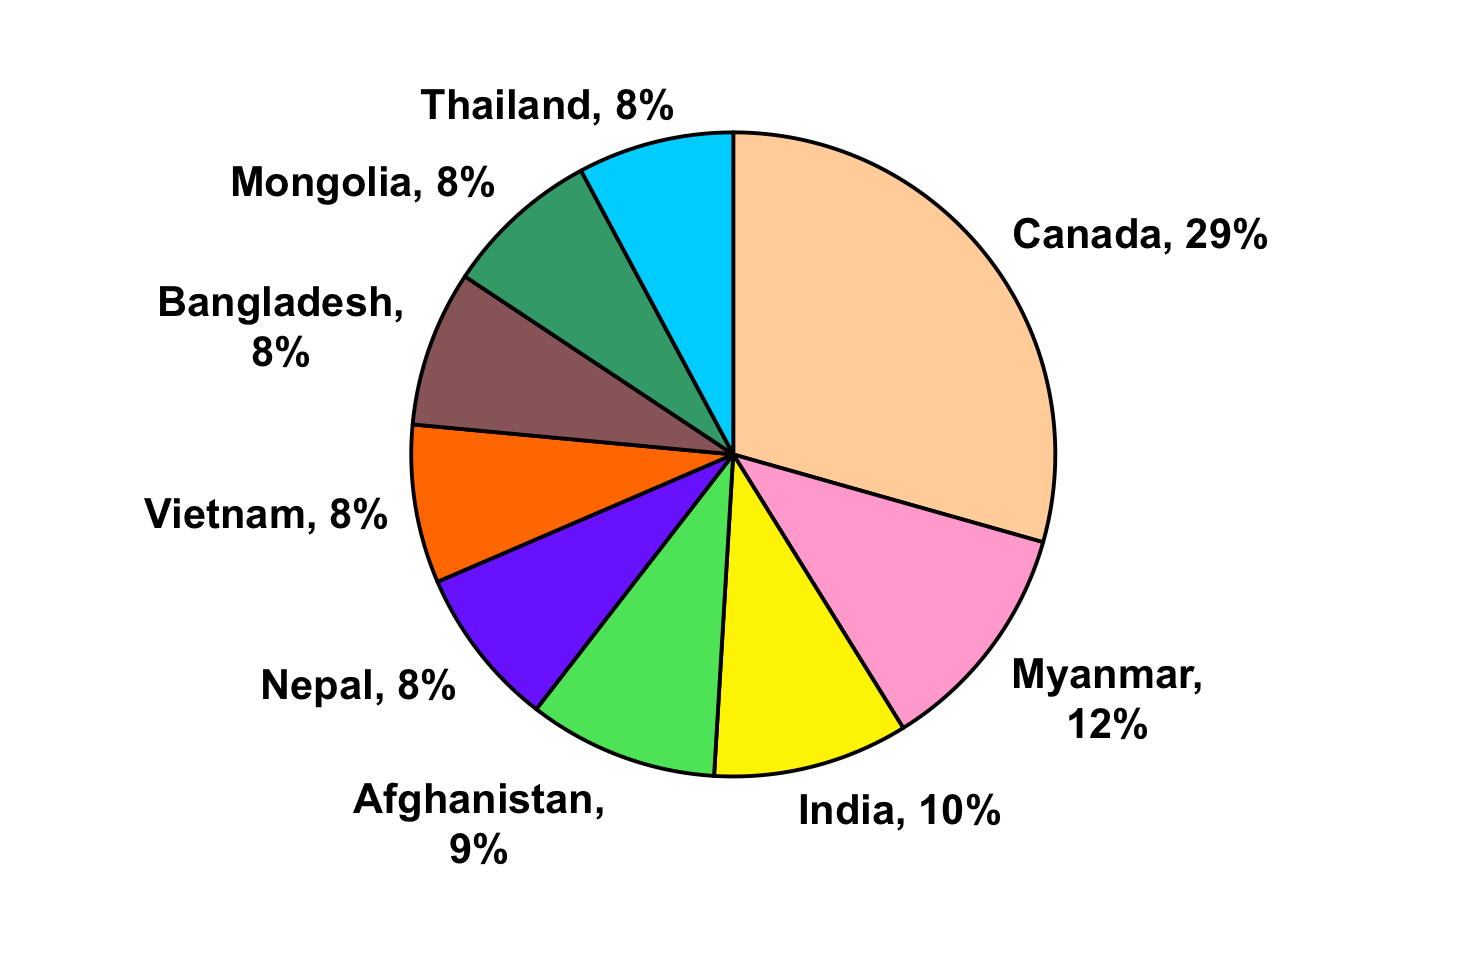 Thailand, 8%
Mongolia, 8%
Canada, 29%
Bangladesh,
8%
Vietnam, 8%
Nepal, 8%
Myanmar,
12%
Afghanistan,
9%
India, 10%